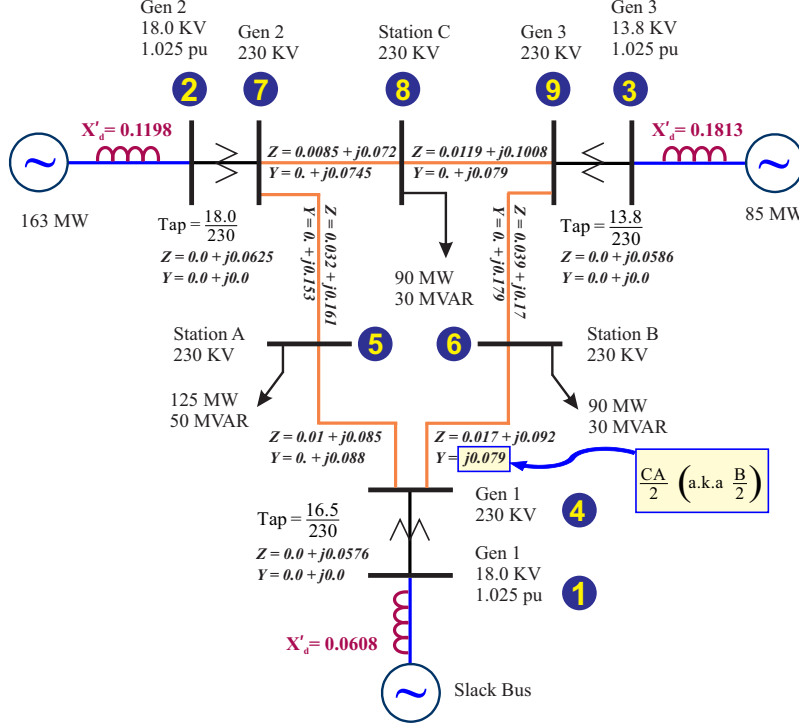 Gen 2
18.0 KV
1.025 pu
Gen 2
230 KV
Station C
230 KV
Gen 3
230 KV
Gen 3
13.8 KV
1.025 pu
2
7
8
9
3
X'd = 0.1198
Z = 0.0085 + j0.072
Y = 0. + j0.0745
Z = 0.0119 + j0.1008
Y = 0. + j0.079
X'd = 0.1813
~
163 MW
~
85 MW
Tap = 18.0/230
Z = 0.0 + j0.0625
Y = 0.0 + j0.0
Z = 0.032 + j0.161
Y = 0. + j0.153
90 MW
30 MVAR
Z = 0.039 + j0.17
Y = 0. + j0.179
Tap = 13.8/230
Z = 0.0 + j0.0586
Y = 0.0 + j0.0
Station A
230 KV
5
6
Station B
230 KV
125 MW
50 MVAR
90 MW
30 MVAR
Z = 0.01 + j0.085
Y = 0. + j0.088
Z = 0.017 + j0.092
Y = j0.079
CA/2 (a.k.a B/2)
Tap = 16.5/230
Z = 0.0 + j0.0576
Y = 0.0 + j0.0
Gen 1
230 KV
4
Gen 1
18.0 KV
1.025 pu
1
X'd = 0.0608
~
Slack Bus